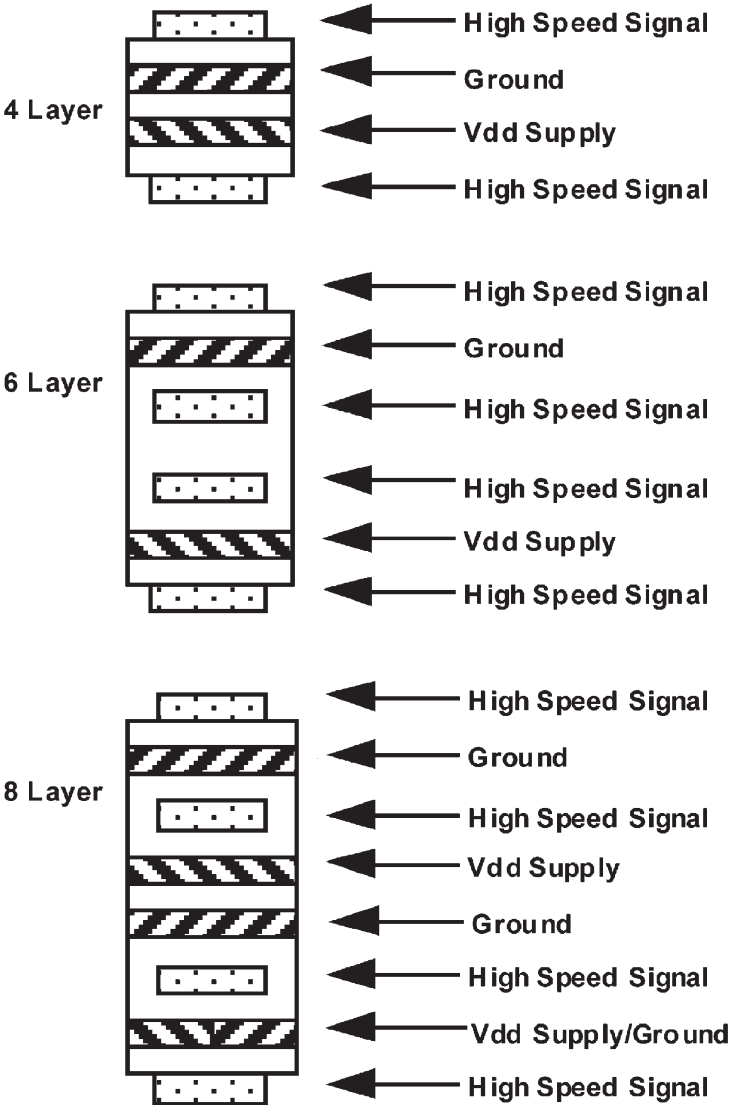 High Speed Signal
Ground
4 Layer
Vdd Supply
High Speed Signal
High Speed Signal
Ground
6 Layer
High Speed Signal
High Speed Signal
Vdd Supply
High Speed Signal
High Speed Signal
Ground
8 Layer
High Speed Signal
Vdd Supply
Ground
High Speed Signal
Vdd Supply/Ground
High Speed Signal